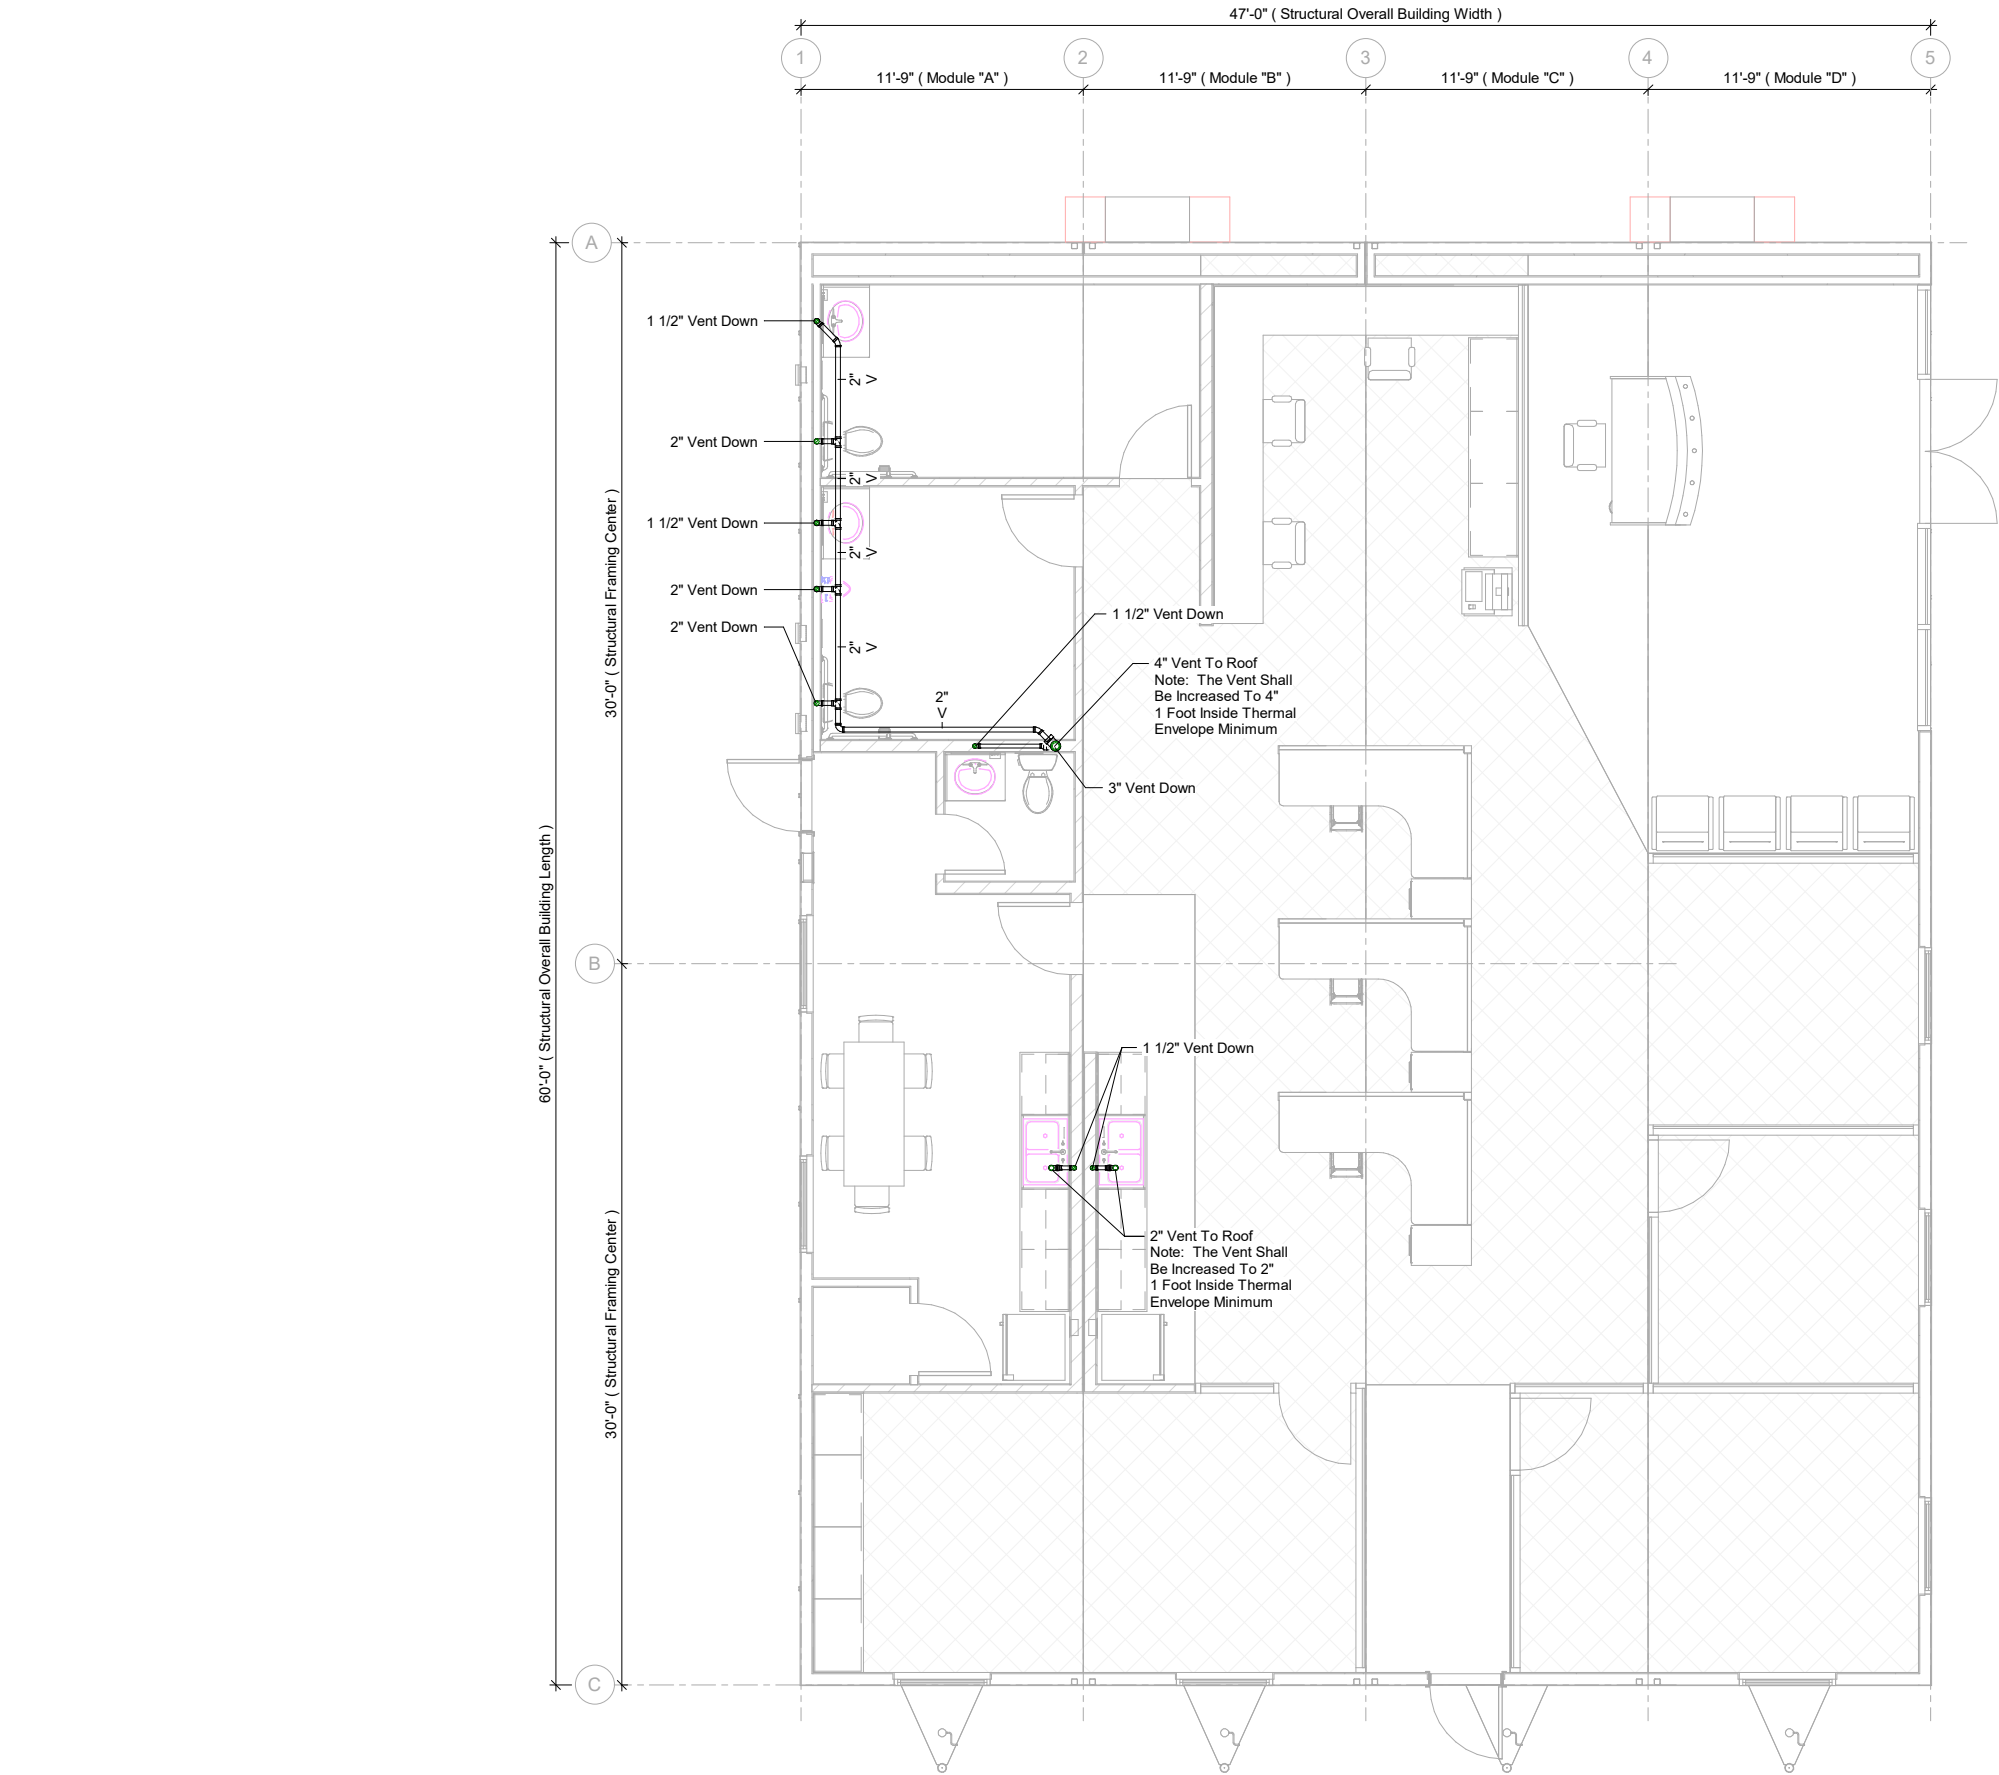 47'-0" ( Structural Overall Building Width )
1
2
3
4
5
11'-9" ( Module "A" )
11'-9" ( Module "B" )
11'-9" ( Module "C" )
11'-9" ( Module "D" )
A
1 1/2" Vent Down
2"
V
2" Vent Down
2"
V
1 1/2" Vent Down
2"
V
2" Vent Down
2" Vent Down
2"
V
30'-0" ( Structural Framing Center )
1 1/2" Vent Down
4" Vent To Roof
Note: The Vent Shall
Be Increased To 4"
1 Foot Inside Thermal
Envelope Minimum
2"
V
3" Vent Down
60'-0" ( Structural Overall Building Length )
B
1 1/2" Vent Down
2" Vent To Roof
Note: The Vent Shall
Be Increased To 2"
1 Foot Inside Thermal
Envelope Minimum
30'-0" ( Structural Framing Center )
C